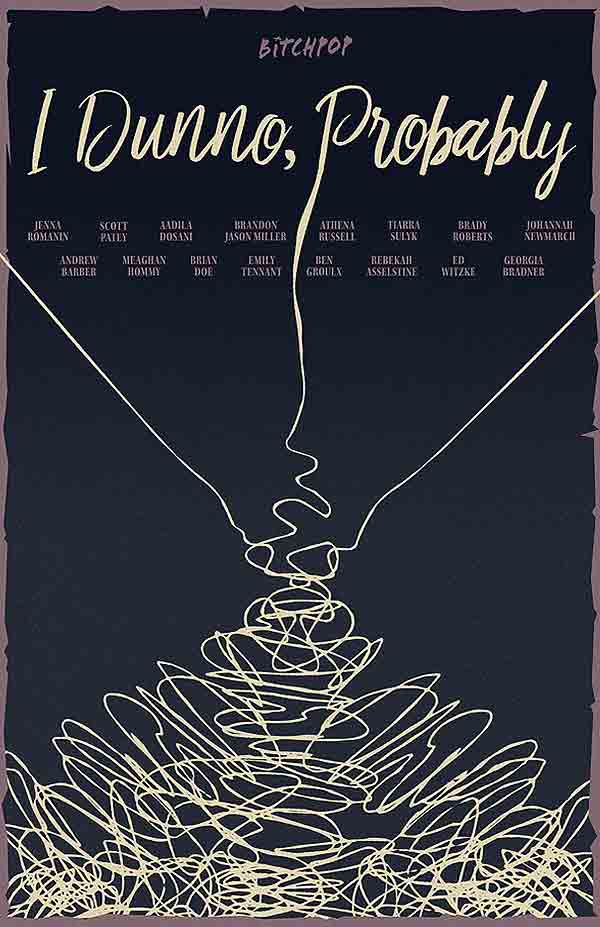 BÎTCHPOP
I Dunno, Probably
JENNA ROMANIN SCOTT PATEY AADILA DOSANI BRANDON JASON MILLER ATHENA RUSSELL TIARRA SULYK BRADY ROBERTS JOHANNAH NEWMARCH
ANDREW BARBER MEAGHAN HOMMY BRIAN DOE EMILY TENNANT BEN GROULX REBEKAH ASSELSTINE ED WITZKE GEORGIA BRADNER